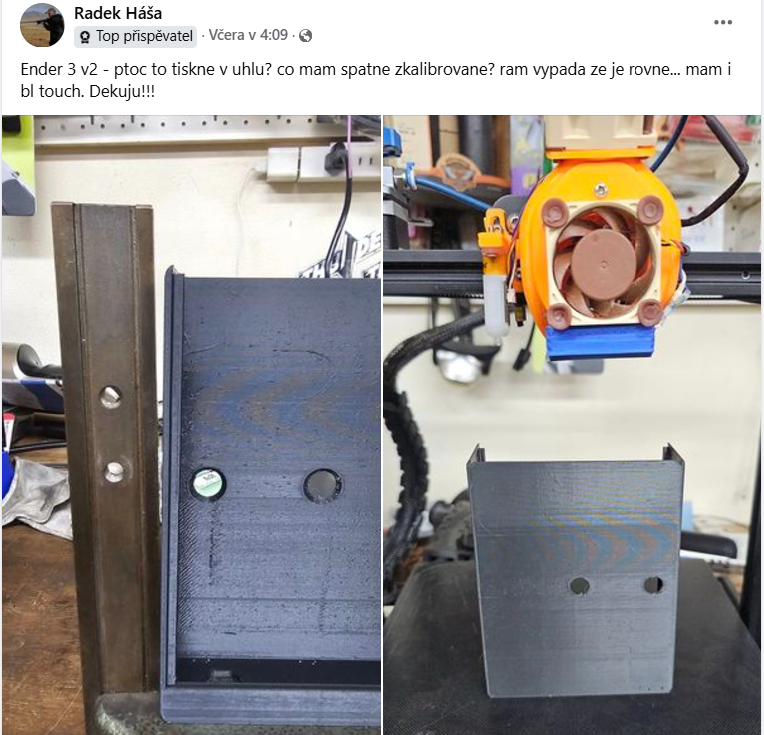 Radek Háša
Top přispěvatel · Včera v 4:09 ·
Ender 3 v2 - ptoc to tiskne v uhlu? co mam spatne zkalibrovane? ram vypada ze je rovne... mam i
bl touch. Dekuju!!!